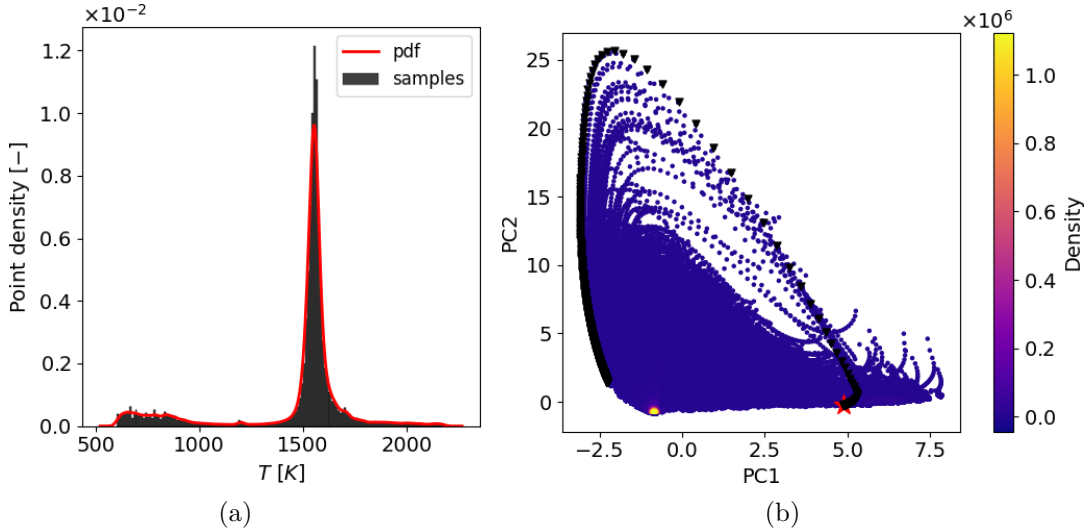 ×10⁻²
pdf
samples
1.2
1.0
0.8
0.6
0.4
0.2
0.0
Point density [−]
500 1000 1500 2000
T [K]
(a)
25
20
15
10
5
0
PC2
−2.5 0.0 2.5 5.0 7.5
PC1
(b)
×10⁶
1.0
0.8
0.6
0.4
0.2
0.0
Density